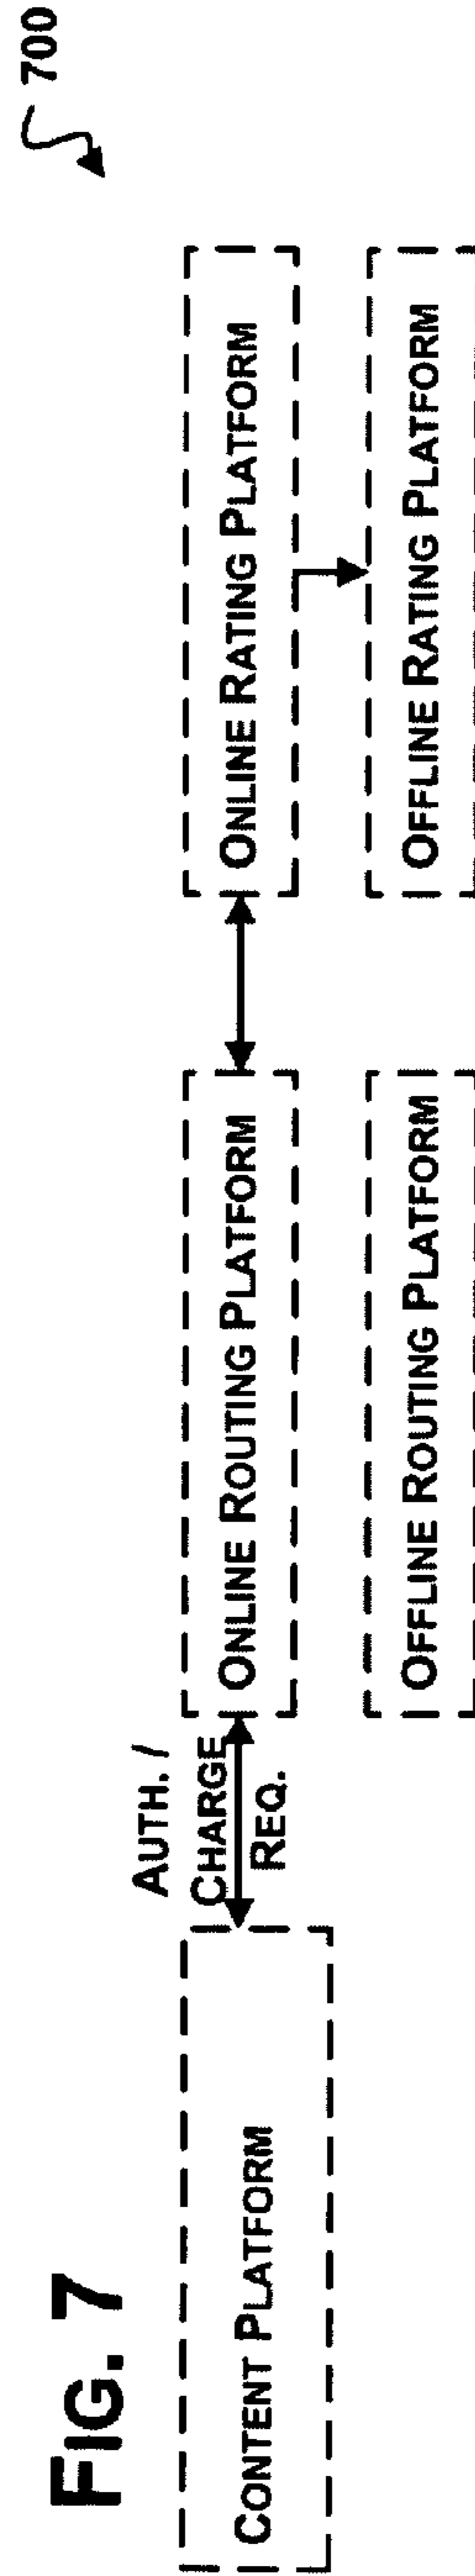 FIG. 7
700
CONTENT PLATFORM
AUTH. /
CHARGE
REQ.
ONLINE ROUTING PLATFORM
ONLINE RATING PLATFORM
OFFLINE ROUTING PLATFORM
OFFLINE RATING PLATFORM